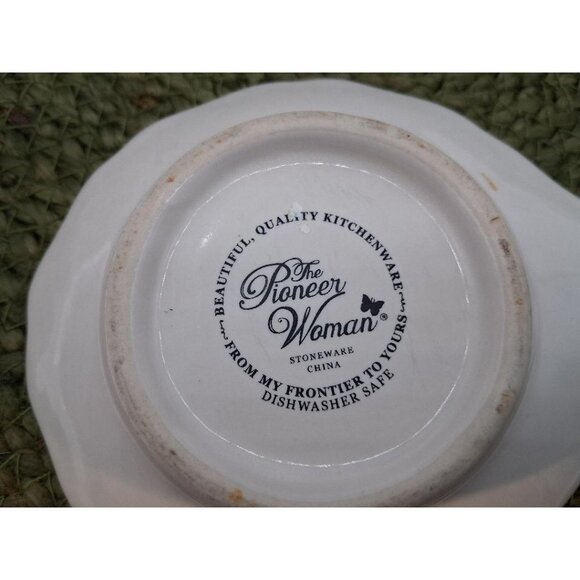 BEAUTIFUL, QUALITY KITCHENWARE
The
Pioneer
Woman®
STONEWARE
CHINA
FROM MY FRONTIER TO YOURS
DISHWASHER SAFE